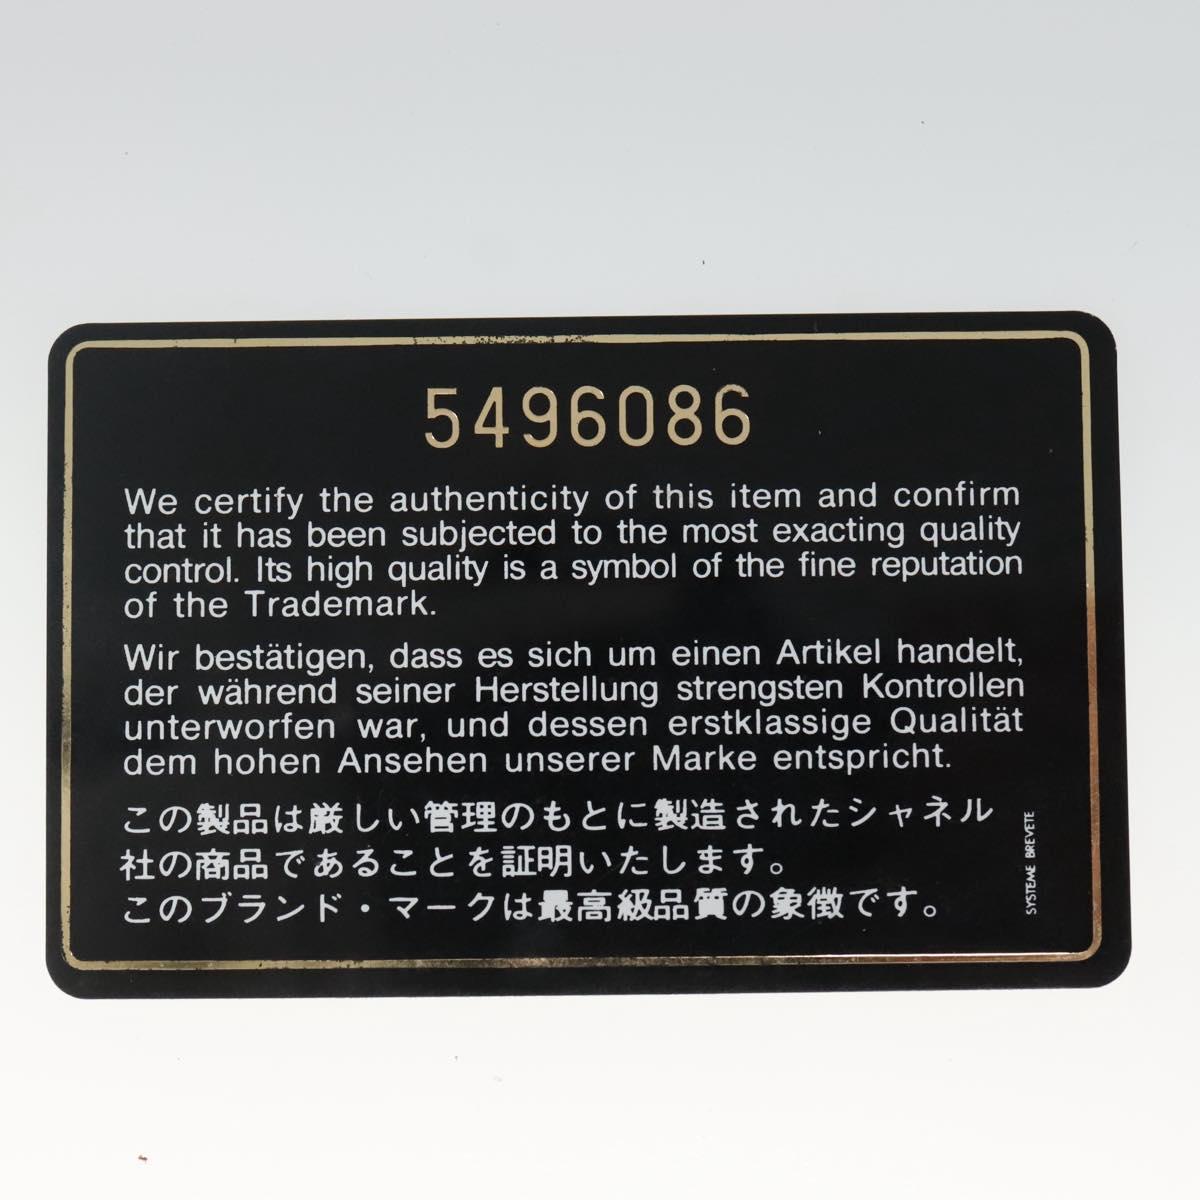 5496086
We certify the authenticity of this item and confirm
that it has been subjected to the most exacting quality
control. Its high quality is a symbol of the fine reputation
of the Trademark.
Wir bestätigen, dass es sich um einen Artikel handelt,
der während seiner Herstellung strengsten Kontrollen
unterworfen war, und dessen erstklassige Qualität
dem hohen Ansehen unserer Marke entspricht.
この製品は厳しい管理のもとに製造されたシャネル
社の商品であることを証明いたします。
このブランド・マークは最高級品質の象徴です。
SYSTEME BREVETE